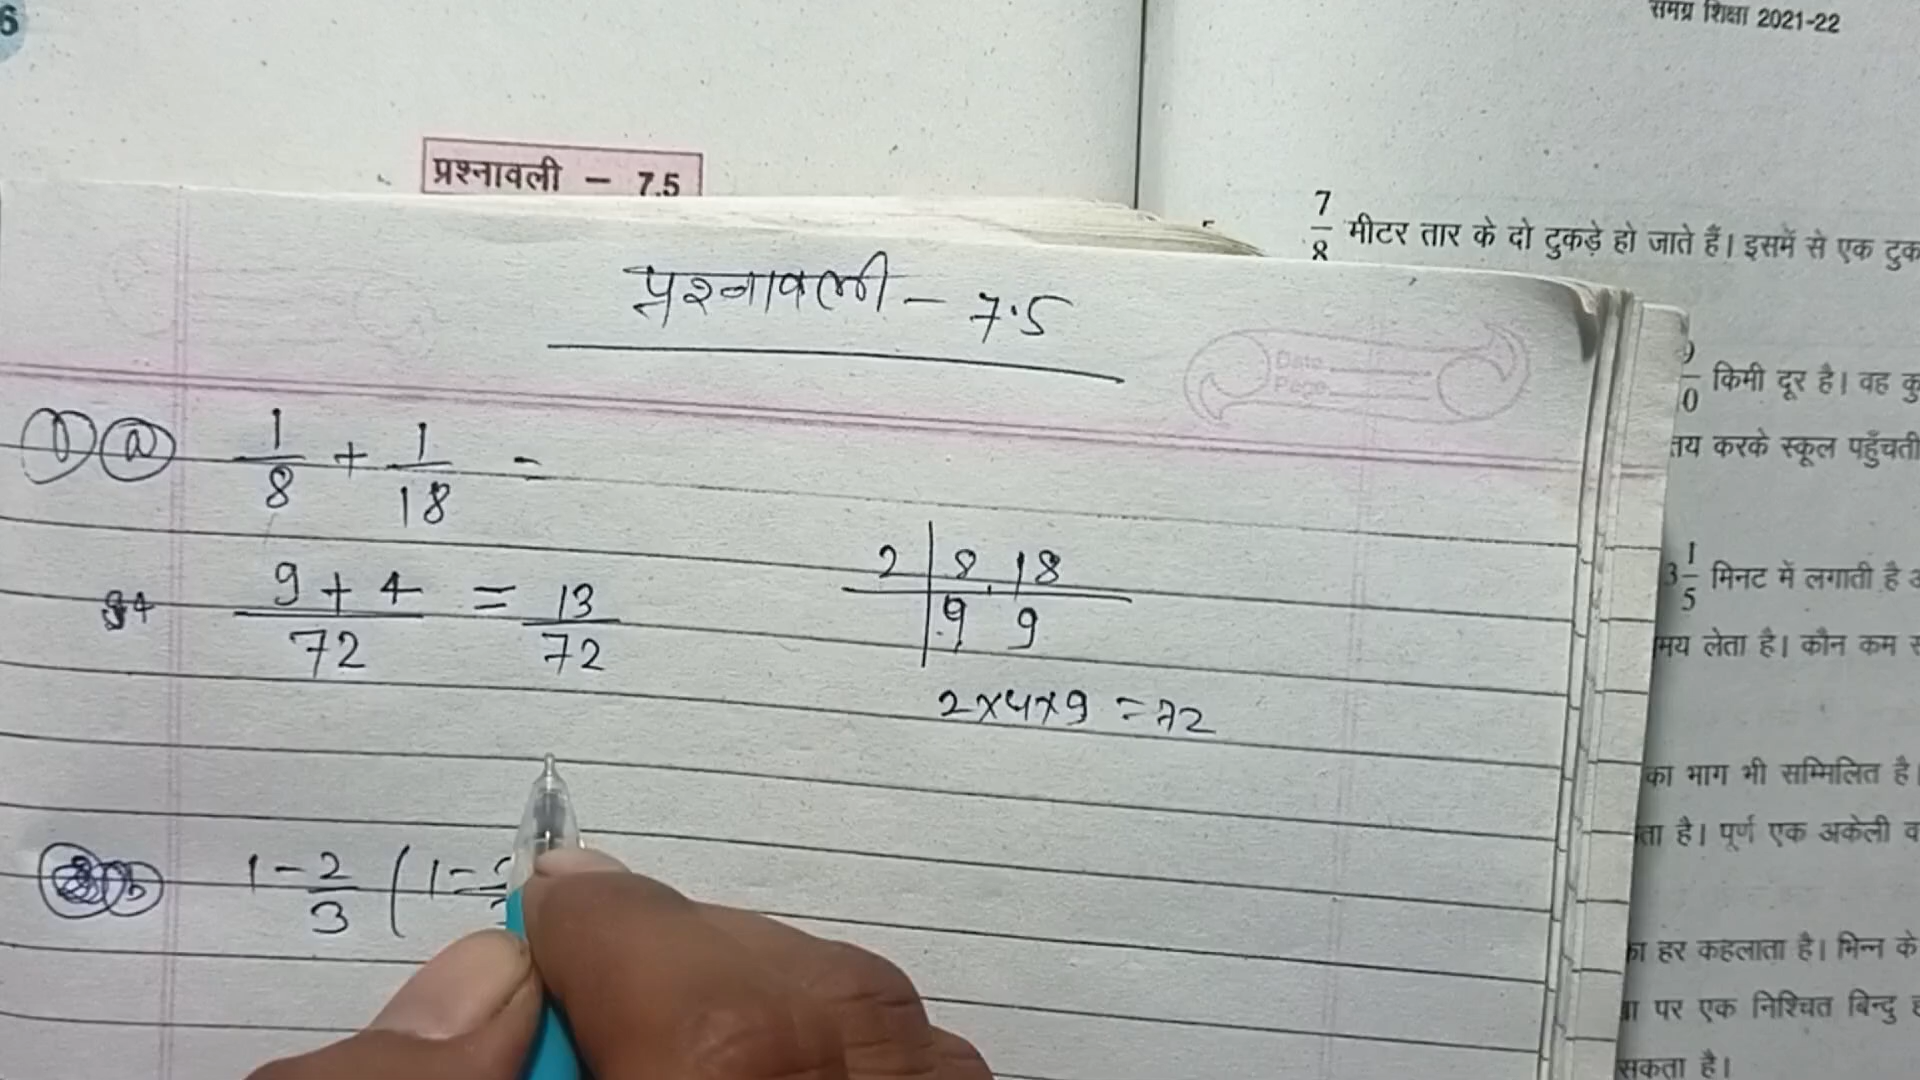 6
समग्र शिक्षा 2021-22
प्रश्नावली – 7.5
7/8 मीटर तार के दो टुकड़े हो जाते हैं। इसमें से एक
प्रश्नावली – 7.5
Date
Page
किमी दूर है। वह
① ⓐ 1/8 + 1/18 =
तय करके स्कूल पहुँचती
2 | 8, 18
3 1/5 मिनट में लगाती है
9 + 4 / 72 = 13/72
9 9
लेता है। कौन कम
2×4×9 = 72
का भाग भी सम्मिलित है।
है। पूर्ण एक अकेली
b 1 - 2/3 ( 1 -
हर कहलाता है। भिन्न के
पर एक निश्चित बिन्दु
सकता है।